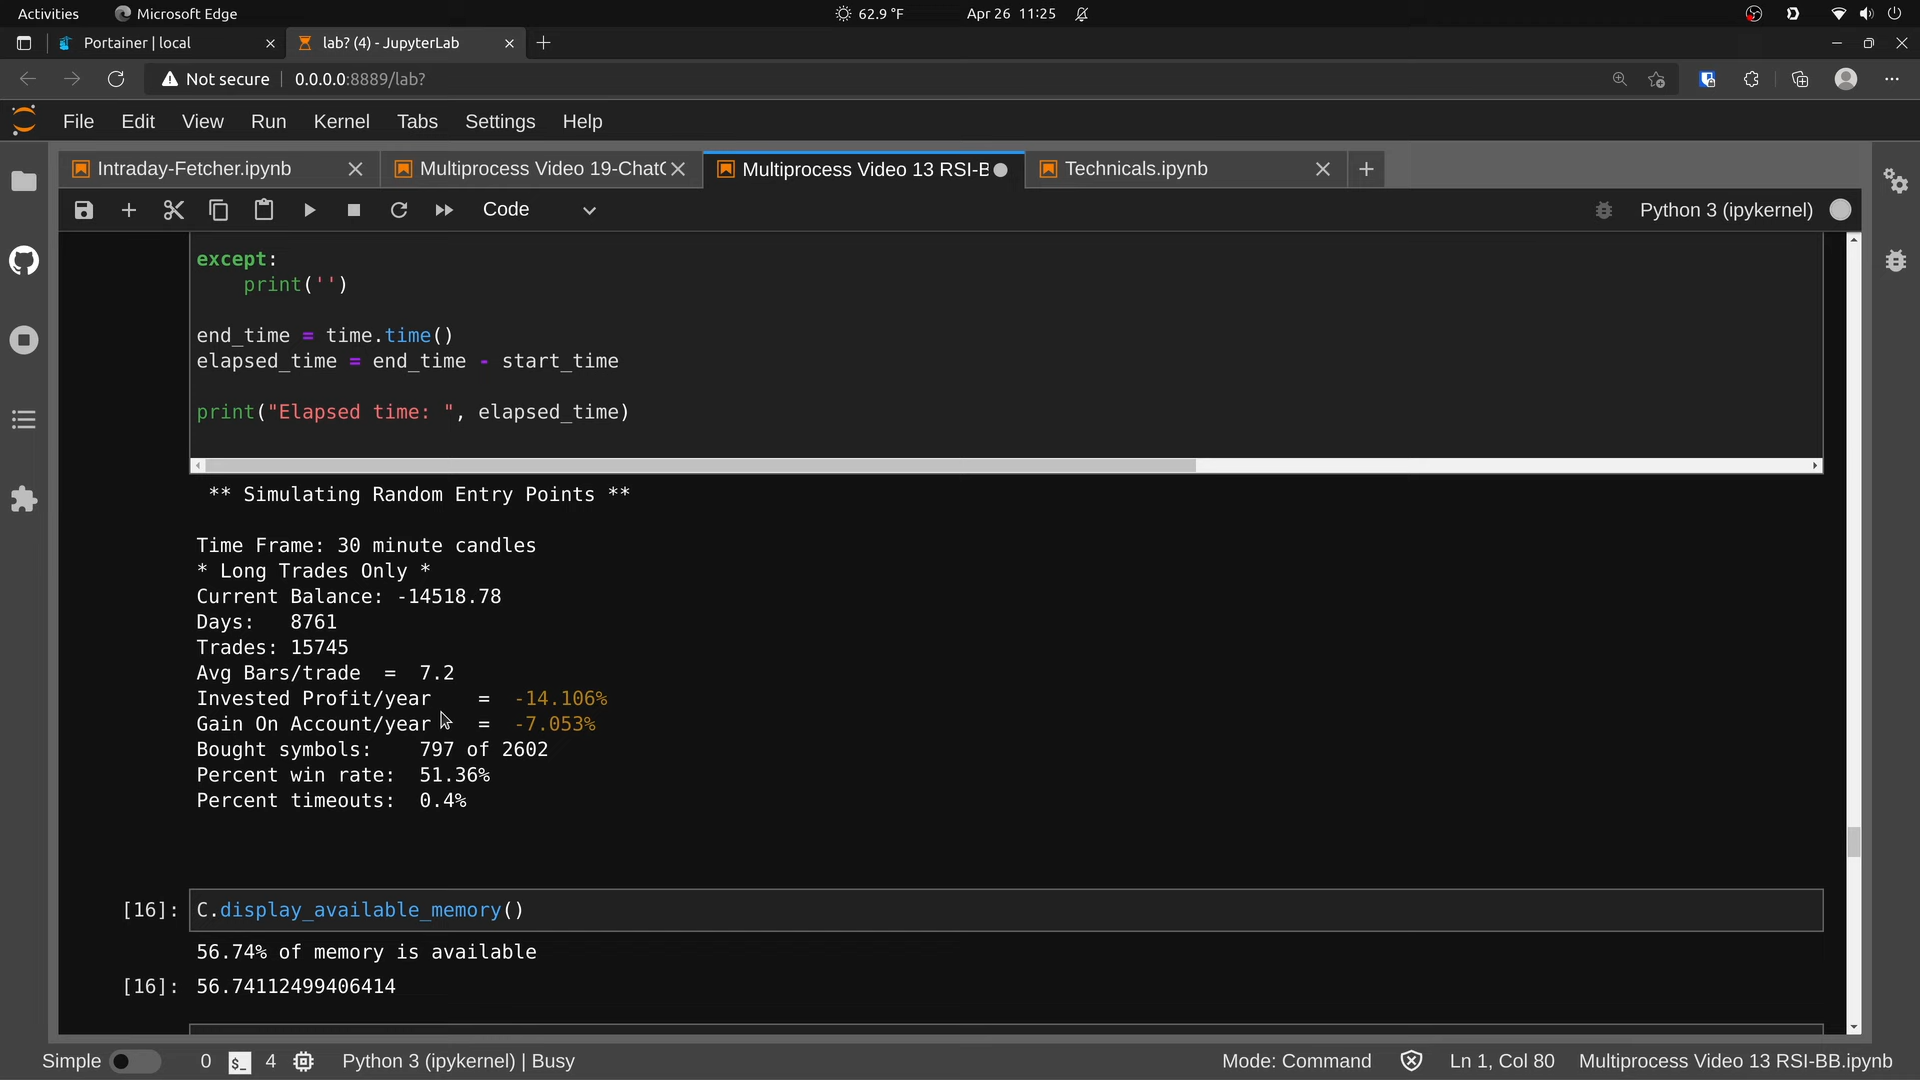 Activities Microsoft Edge 62.9 °F Apr 26 11:25
Portainer | local lab? (4) - JupyterLab
Not secure 0.0.0.0:8889/lab?
File Edit View Run Kernel Tabs Settings Help
Intraday-Fetcher.ipynb Multiprocess Video 19-Chat Multiprocess Video 13 RSI-B Technicals.ipynb
Code Python 3 (ipykernel)
except:
print('')
end_time = time.time()
elapsed_time = end_time - start_time
print("Elapsed time: ", elapsed_time)
** Simulating Random Entry Points **
Time Frame: 30 minute candles
* Long Trades Only *
Current Balance: -14518.78
Days: 8761
Trades: 15745
Avg Bars/trade = 7.2
Invested Profit/year = -14.106%
Gain On Account/year = -7.053%
Bought symbols: 797 of 2602
Percent win rate: 51.36%
Percent timeouts: 0.4%
[16]: C.display_available_memory()
56.74% of memory is available
[16]: 56.74112499406414
Simple 0 $_ 4 Python 3 (ipykernel) | Busy Mode: Command Ln 1, Col 80 Multiprocess Video 13 RSI-BB.ipynb